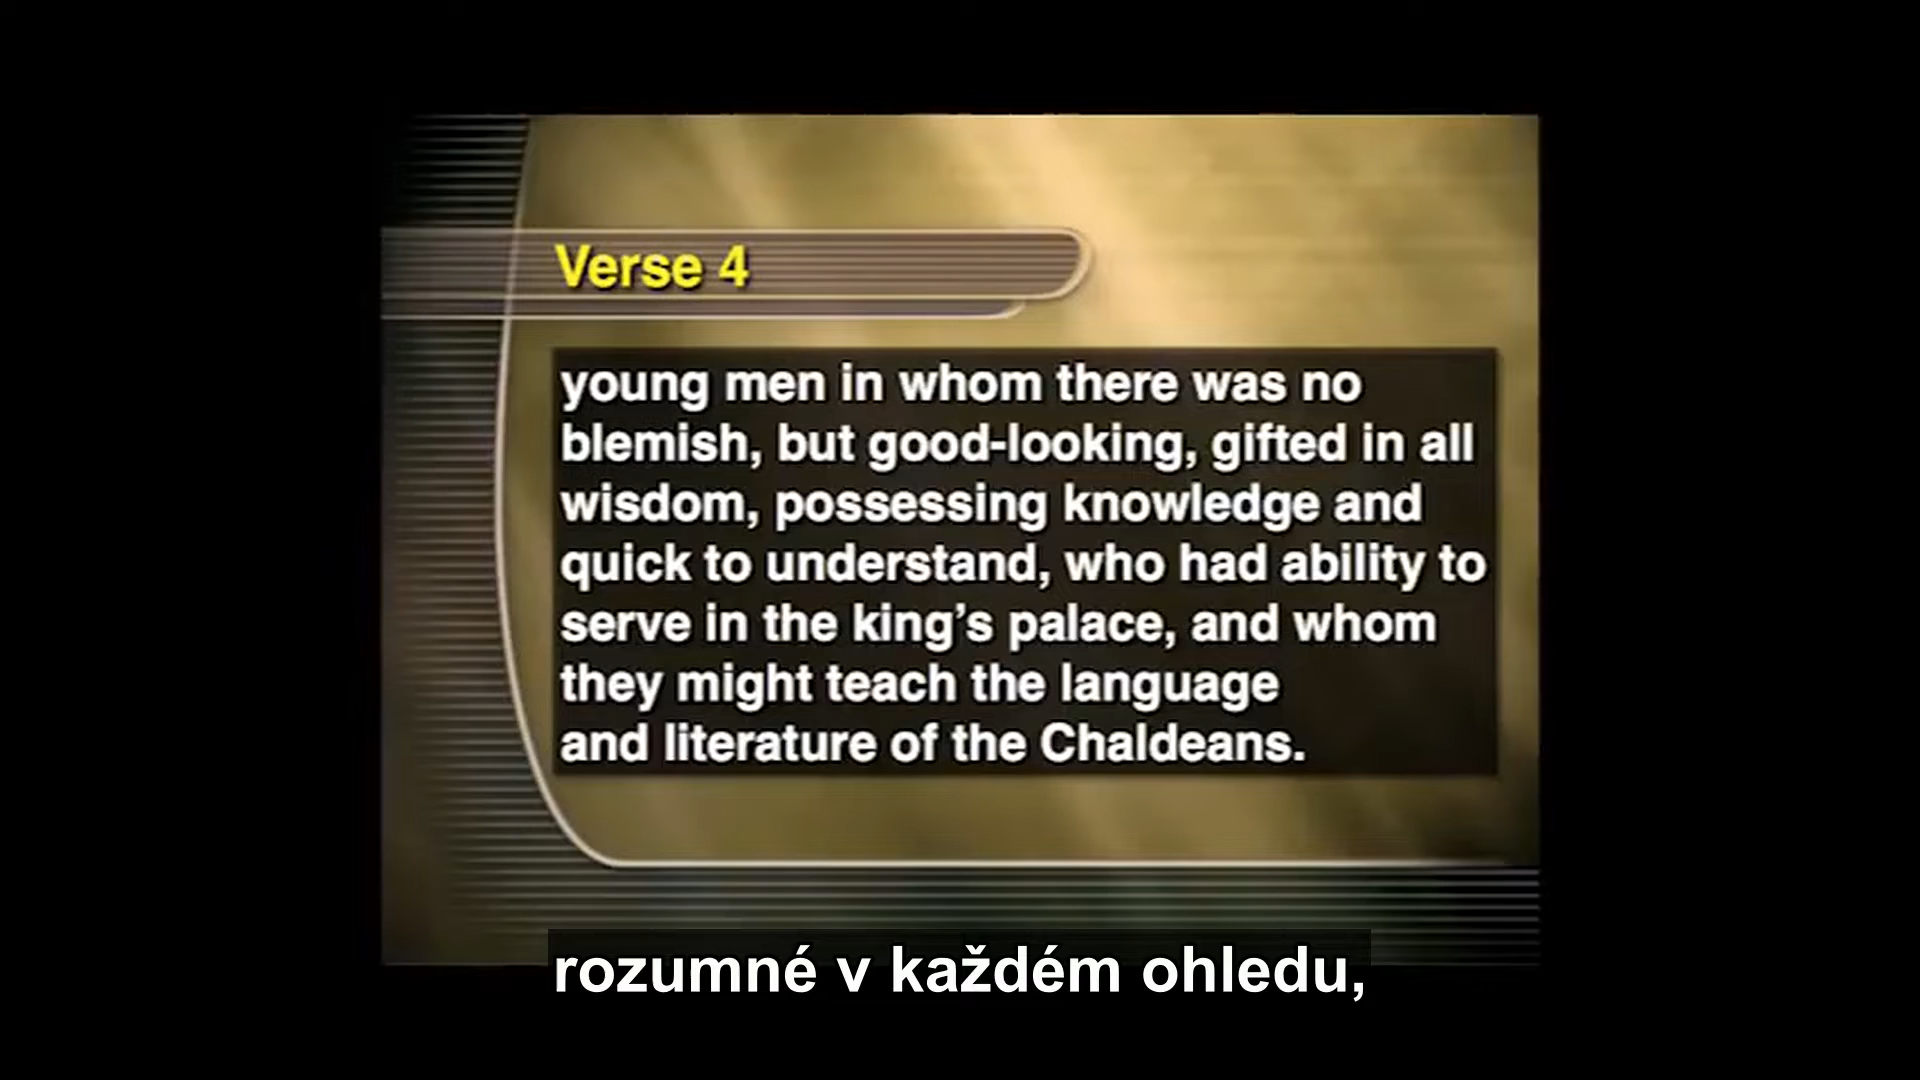 Verse 4
young men in whom there was no
blemish, but good-looking, gifted in all
wisdom, possessing knowledge and
quick to understand, who had ability to
serve in the king’s palace, and whom
they might teach the language
and literature of the Chaldeans.
rozumné v každém ohledu,